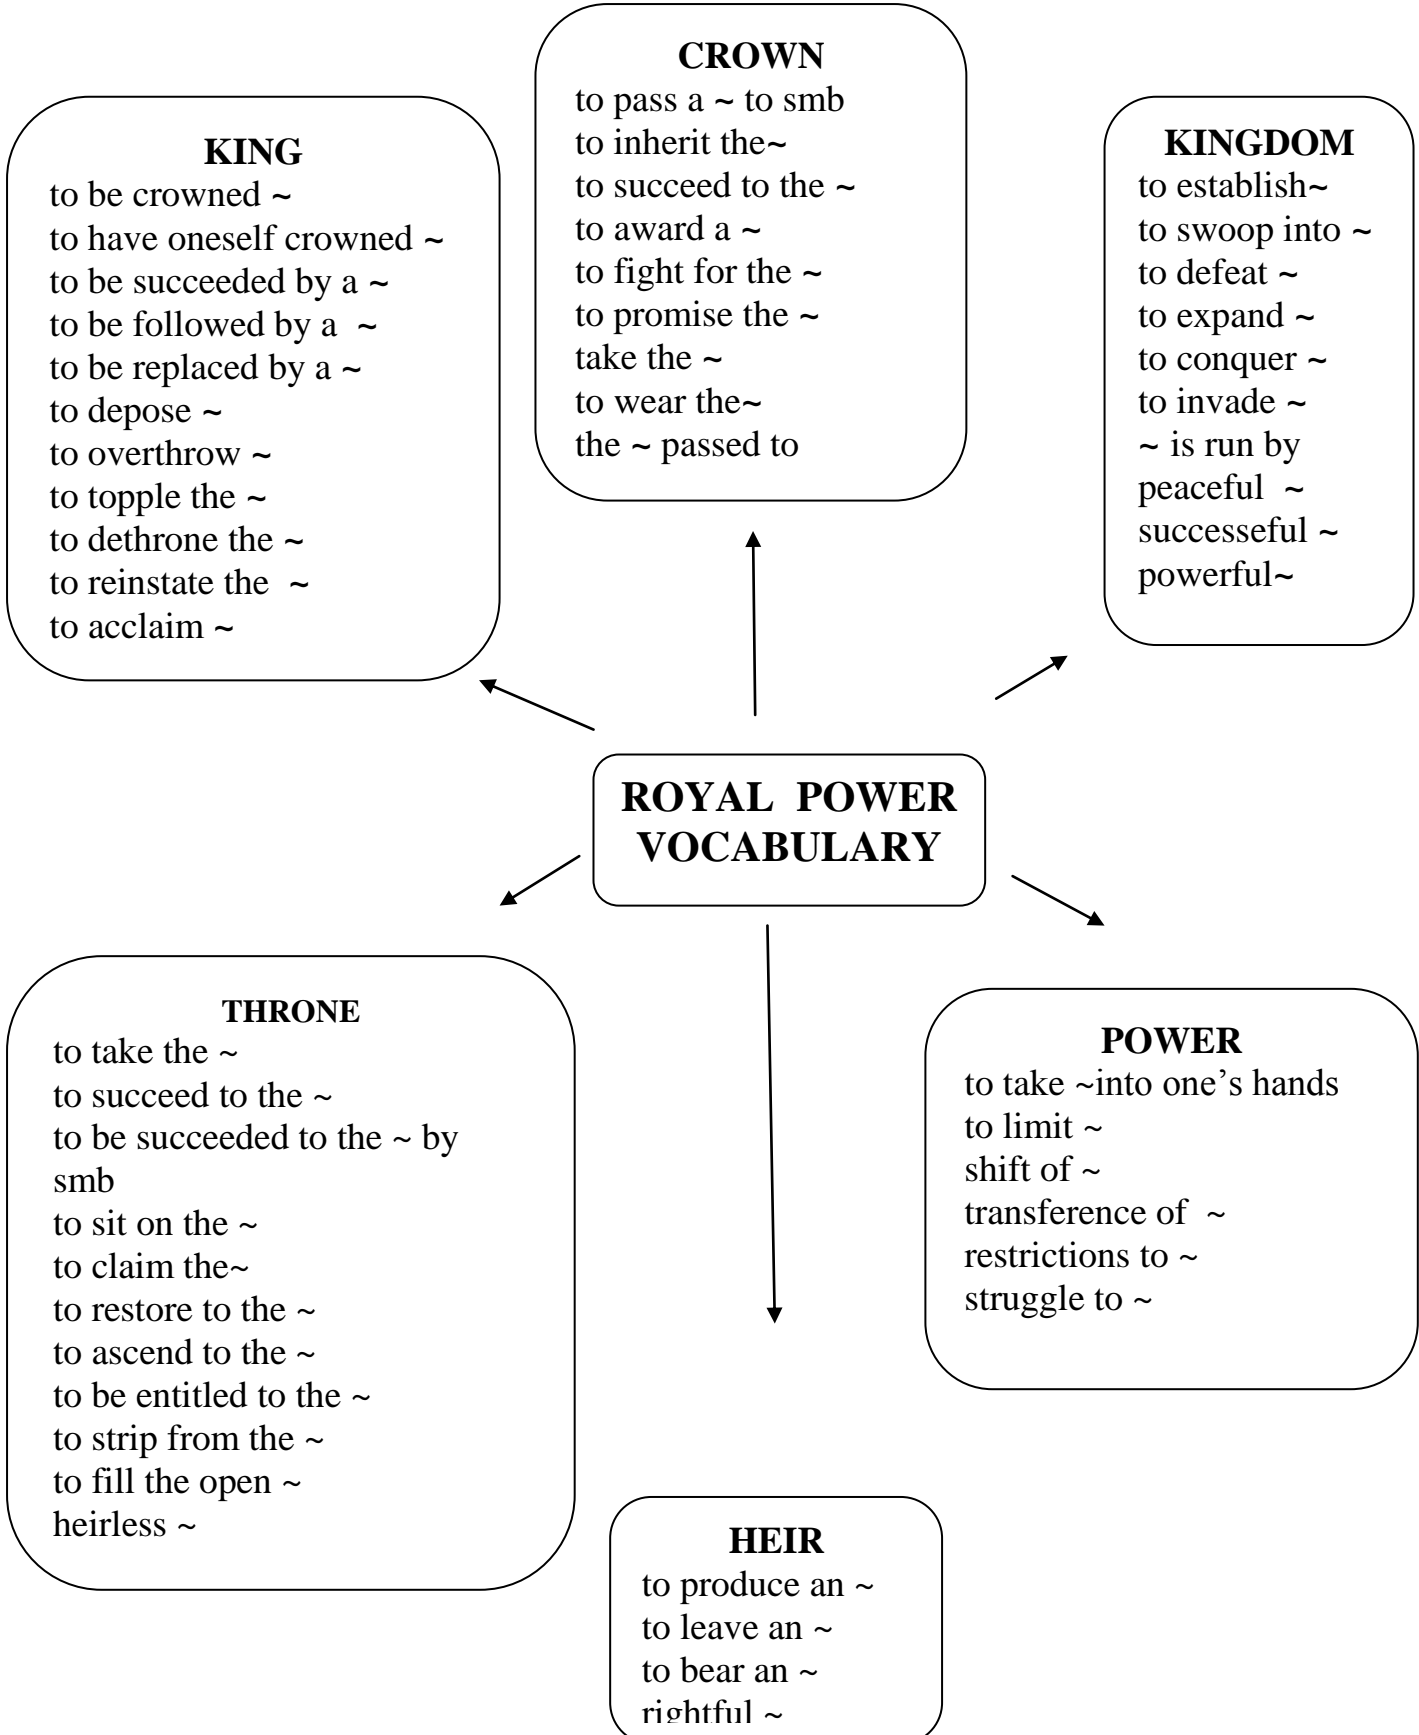 CROWN
to pass a ~ to smb
to inherit the~
to succeed to the ~
to award a ~
to fight for the ~
to promise the ~
take the ~
to wear the~
the ~ passed to
KING
to be crowned ~
to have oneself crowned ~
to be succeeded by a ~
to be followed by a ~
to be replaced by a ~
to depose ~
to overthrow ~
to topple the ~
to dethrone the ~
to reinstate the ~
to acclaim ~
KINGDOM
to establish~
to swoop into ~
to defeat ~
to expand ~
to conquer ~
to invade ~
~ is run by
peaceful ~
successeful ~
powerful~
ROYAL POWER
VOCABULARY
THRONE
to take the ~
to succeed to the ~
to be succeeded to the ~ by
smb
to sit on the ~
to claim the~
to restore to the ~
to ascend to the ~
to be entitled to the ~
to strip from the ~
to fill the open ~
heirless ~
POWER
to take ~into one’s hands
to limit ~
shift of ~
transference of ~
restrictions to ~
struggle to ~
HEIR
to produce an ~
to leave an ~
to bear an ~
rightful ~